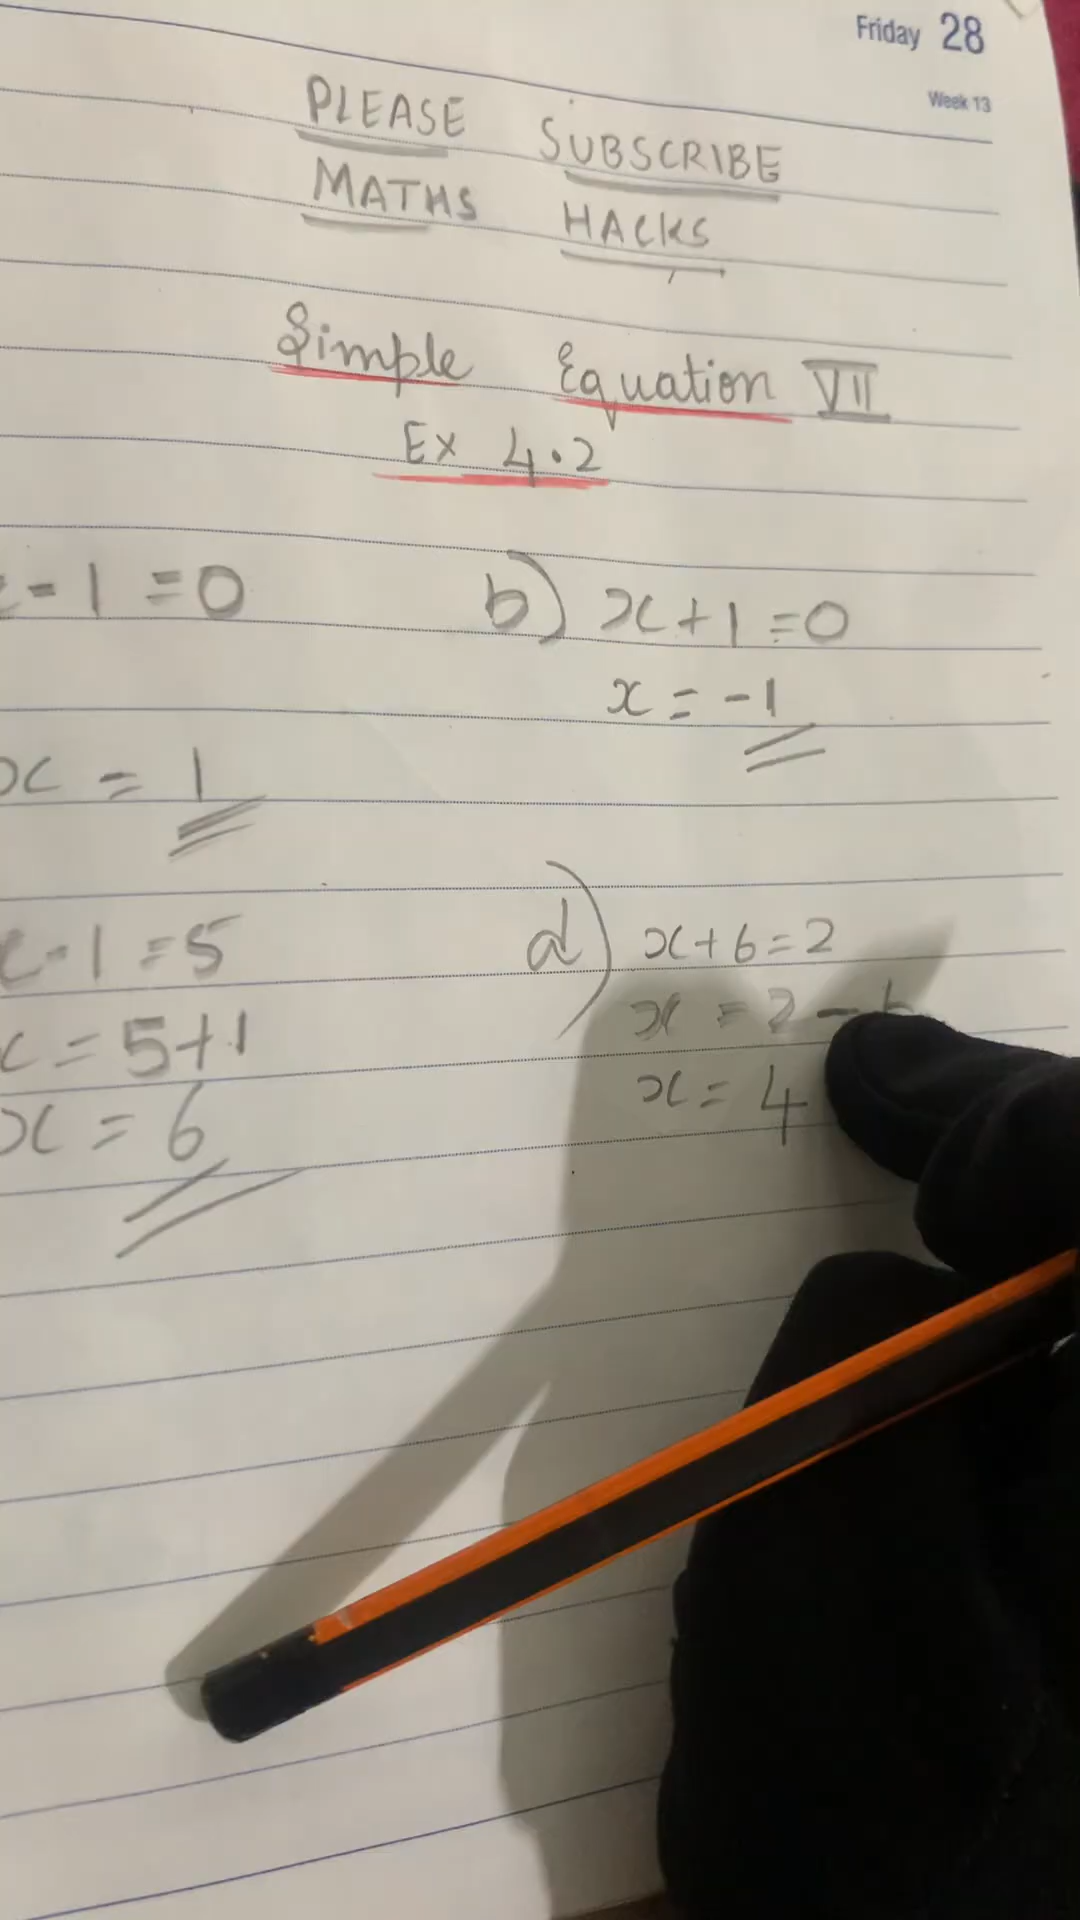 Friday 28
Week 13
PLEASE SUBSCRIBE
MATHS HACKS
Simple Equation VII
Ex 4.2
- 1 = 0
x = 1
b) x + 1 = 0
x = -1
x - 1 = 5
x = 5 + 1
x = 6
d) x + 6 = 2
x = 2 -
x = 4